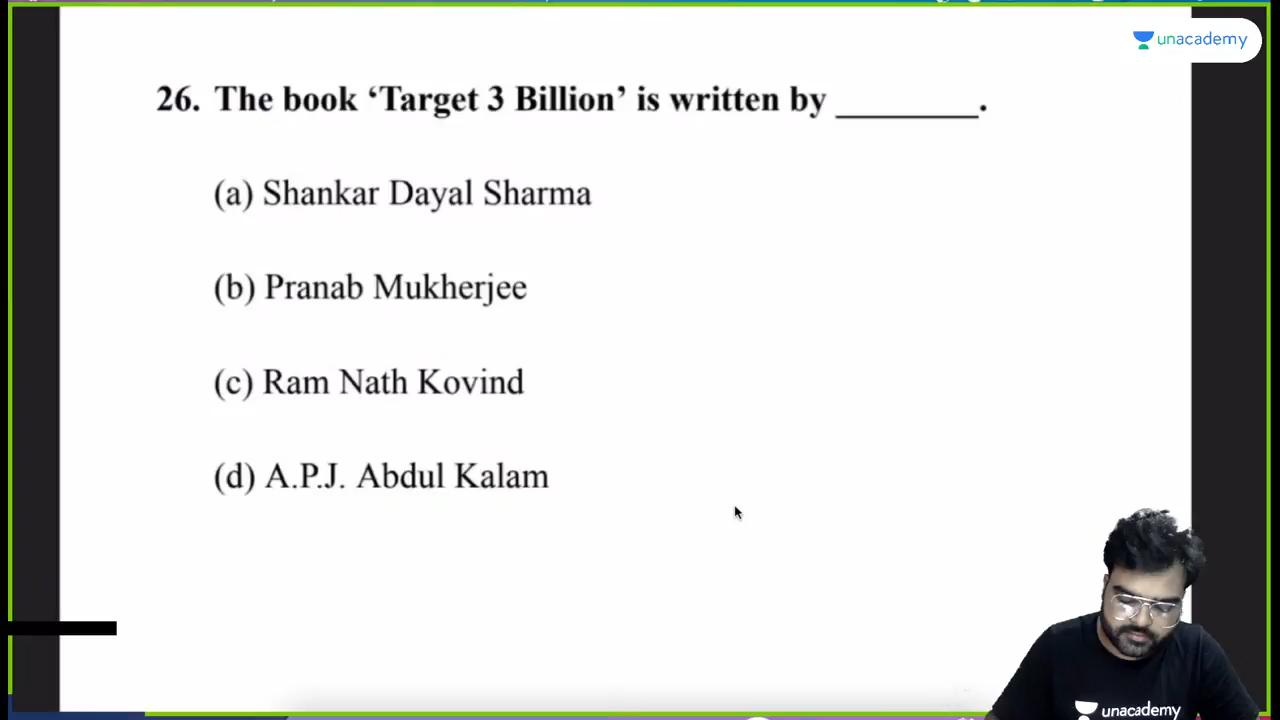 unacademy
26. The book ‘Target 3 Billion’ is written by ________.
(a) Shankar Dayal Sharma
(b) Pranab Mukherjee
(c) Ram Nath Kovind
(d) A.P.J. Abdul Kalam
unacademy